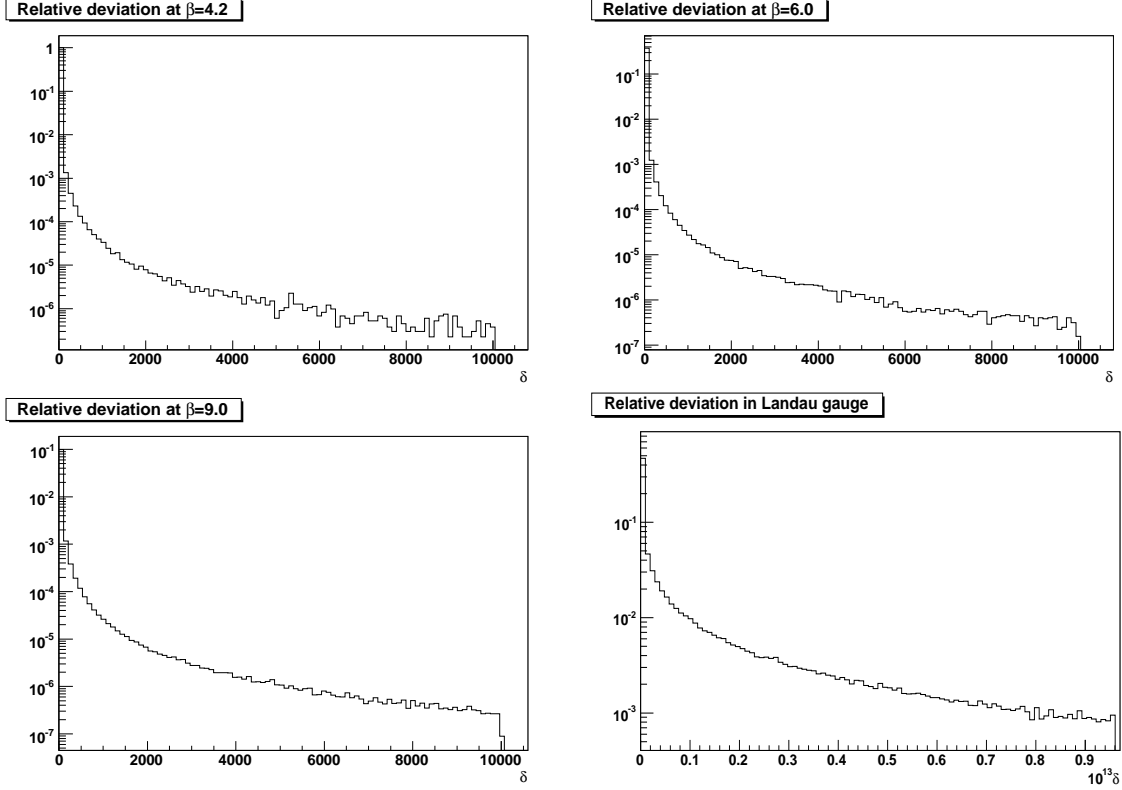 Relative deviation at β=4.2
1
10⁻¹
10⁻²
10⁻³
10⁻⁴
10⁻⁵
10⁻⁶
0 2000 4000 6000 8000 10000
δ
Relative deviation at β=6.0
10⁻¹
10⁻²
10⁻³
10⁻⁴
10⁻⁵
10⁻⁶
10⁻⁷
0 2000 4000 6000 8000 10000
δ
Relative deviation at β=9.0
10⁻¹
10⁻²
10⁻³
10⁻⁴
10⁻⁵
10⁻⁶
10⁻⁷
0 2000 4000 6000 8000 10000
δ
Relative deviation in Landau gauge
10⁻¹
10⁻²
10⁻³
0 0.1 0.2 0.3 0.4 0.5 0.6 0.7 0.8 0.9
10¹³δ